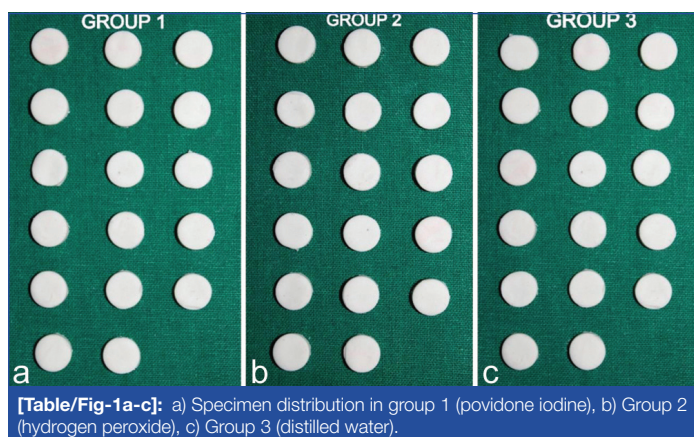 GROUP 1
GROUP 2
GROUP 3
a
b
c
[Table/Fig-1a-c]: a) Specimen distribution in group 1 (povidone iodine), b) Group 2
(hydrogen peroxide), c) Group 3 (distilled water).